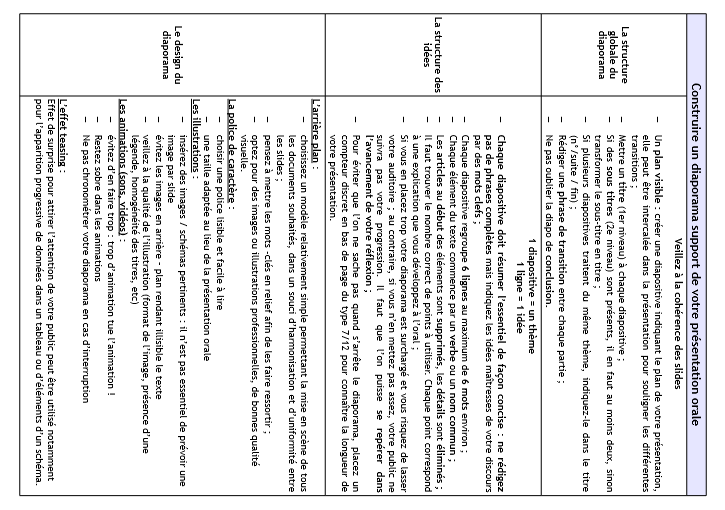 Construire un diaporama support de votre présentation orale
La structure
globale du
diaporama
Veillez à la cohérence des slides
– Un plan visible : créer une diapositive indiquant le plan de votre présentation,
elle peut être intercalée dans la présentation pour souligner les différentes
transitions ;
– Mettre un titre (1er niveau) à chaque diapositive ;
– Si des sous titres (2e niveau) sont présents, il en faut au moins deux, sinon
transformer le sous-titre en titre ;
– Si plusieurs diapositives traitent du même thème, indiquez-le dans le titre
(n°/suite / fin) ;
– Rédiger une phrase de transition entre chaque partie ;
– Ne pas oublier la diapo de conclusion.
La structure des
idées
1 diapositive = un thème
1 ligne = 1 idée
– Chaque diapositive doit résumer l'essentiel de façon concise : ne rédigez
pas de phrases complètes mais indiquez les idées maîtresses de votre discours
par des mots clefs ;
– Chaque diapositive regroupe 6 lignes au maximum de 6 mots environ ;
– Chaque élément du texte commence par un verbe ou un nom commun ;
– Les articles au début des éléments sont supprimés, les détails sont éliminés ;
– Il faut trouver le nombre correct de points à utiliser. Chaque point correspond
à une explication que vous développez à l'oral ;
– Si vous en placez trop votre diaporama est surchargé et vous risquez de lasser
votre auditoire ; au contraire, si vous n'en mettez pas assez, votre public ne
suivra pas votre progression. Il faut que l'on puisse se repérer dans
l'avancement de votre réflexion ;
– Pour éviter que l'on ne sache pas quand s'arrête le diaporama, placez un
compteur discret en bas de page du type 7/12 pour connaître la longueur de
votre présentation.
Le design du
diaporama
L'arrière plan :
– choisissez un modèle relativement simple permettant la mise en scène de tous
les documents souhaités, dans un souci d'harmonisation et d'uniformité entre
les slides ;
– pensez à mettre les mots -clés en relief afin de les faire ressortir ;
– optez pour des images ou illustrations professionnelles, de bonnes qualité
visuelle.
La police de caractère :
– choisir une police lisible et facile à lire
– une taille adaptée au lieu de la présentation orale
Les illustrations :
– insérez des images / schémas pertinents : il n'est pas essentiel de prévoir une
image par slide
– évitez les images en arrière - plan rendant illisible le texte
– veillez à la qualité de l'illustration (format de l'image, présence d'une
légende, homogénéité des titres, etc)
Les animations (sons, videos) :
– évitez d'en faire trop : trop d'animation tue l'animation !
– Restez sobre dans les animations
– Ne pas chronométrer votre diaporama en cas d'interruption
L'effet teasing :
Effet de surprise pour attirer l'attention de votre public peut être utilisé notamment
pour l'apparition progressive de données dans un tableau ou d'éléments d'un schéma.